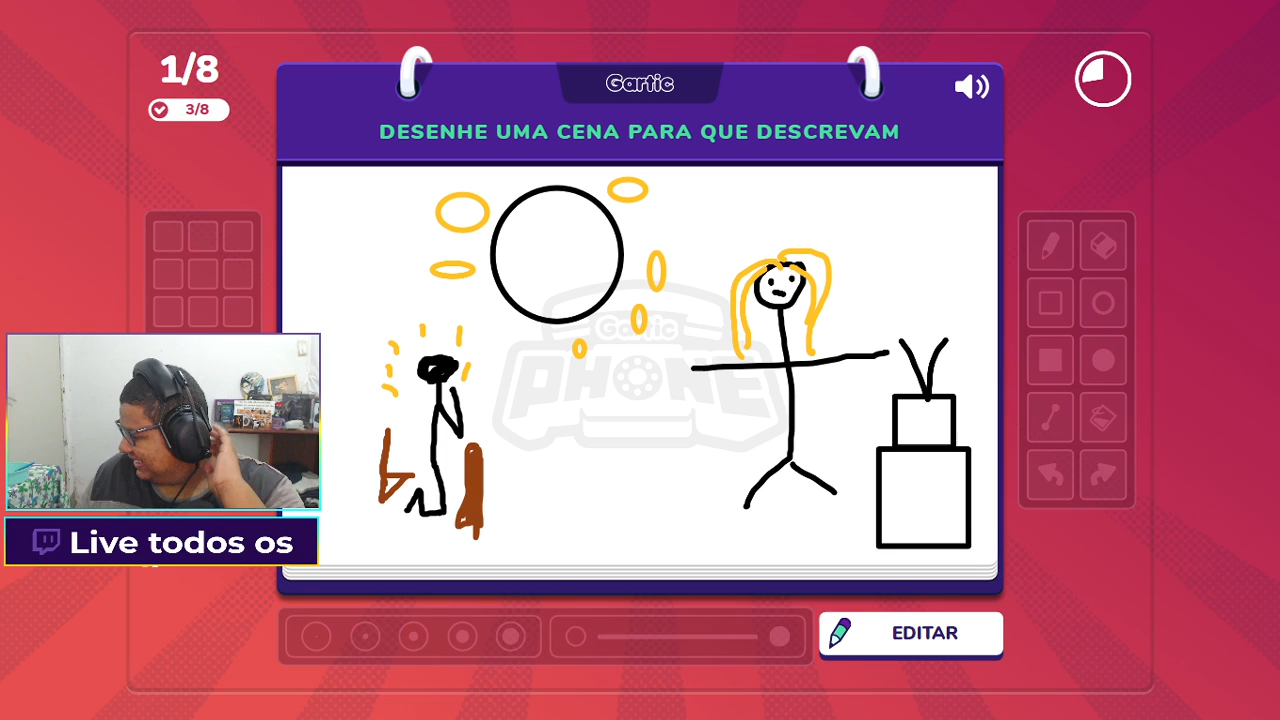 1/8
3/8
Gartic
DESENHE UMA CENA PARA QUE DESCREVAM
Gartic
PHONE
Live todos os
EDITAR